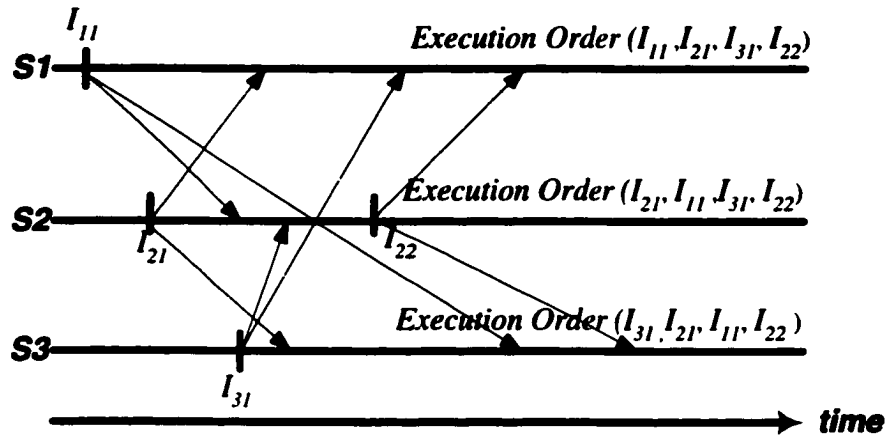 I11
Execution Order (I11, I21, I31, I22)
S1
Execution Order (I21, I11, I31, I22)
S2
I21
I22
Execution Order (I31, I21, I11, I22)
S3
I31
time